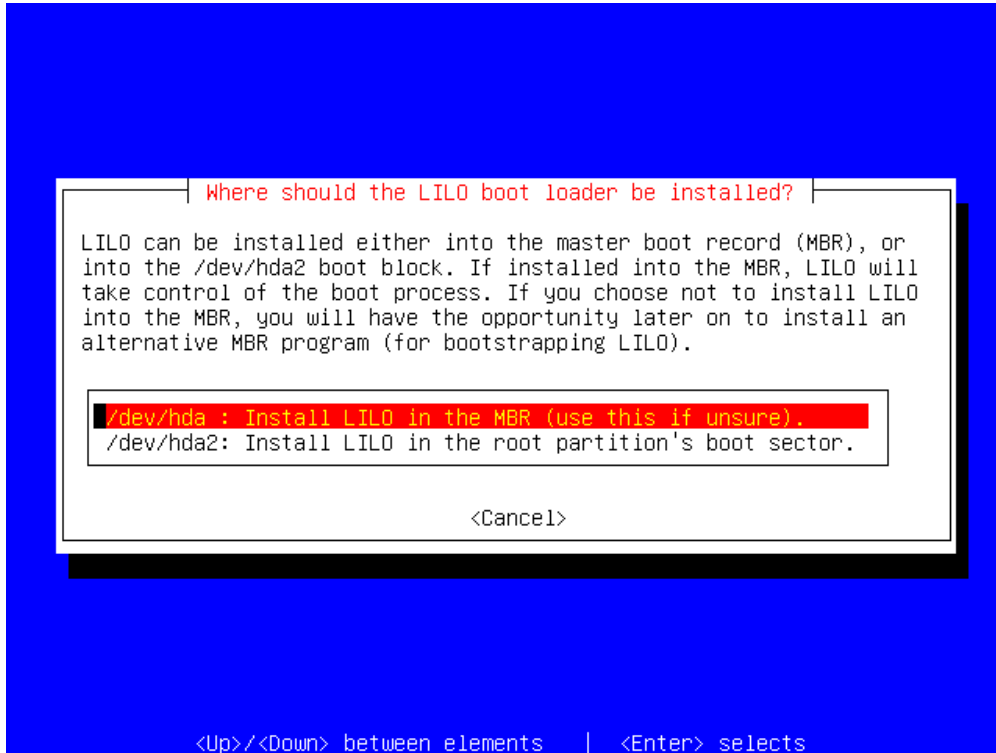 Where should the LILO boot loader be installed?
LILO can be installed either into the master boot record (MBR), or
into the /dev/hda2 boot block. If installed into the MBR, LILO will
take control of the boot process. If you choose not to install LILO
into the MBR, you will have the opportunity later on to install an
alternative MBR program (for bootstrapping LILO).
/dev/hda : Install LILO in the MBR (use this if unsure).
/dev/hda2: Install LILO in the root partition's boot sector.
<Cancel>
<Up>/<Down> between elements | <Enter> selects